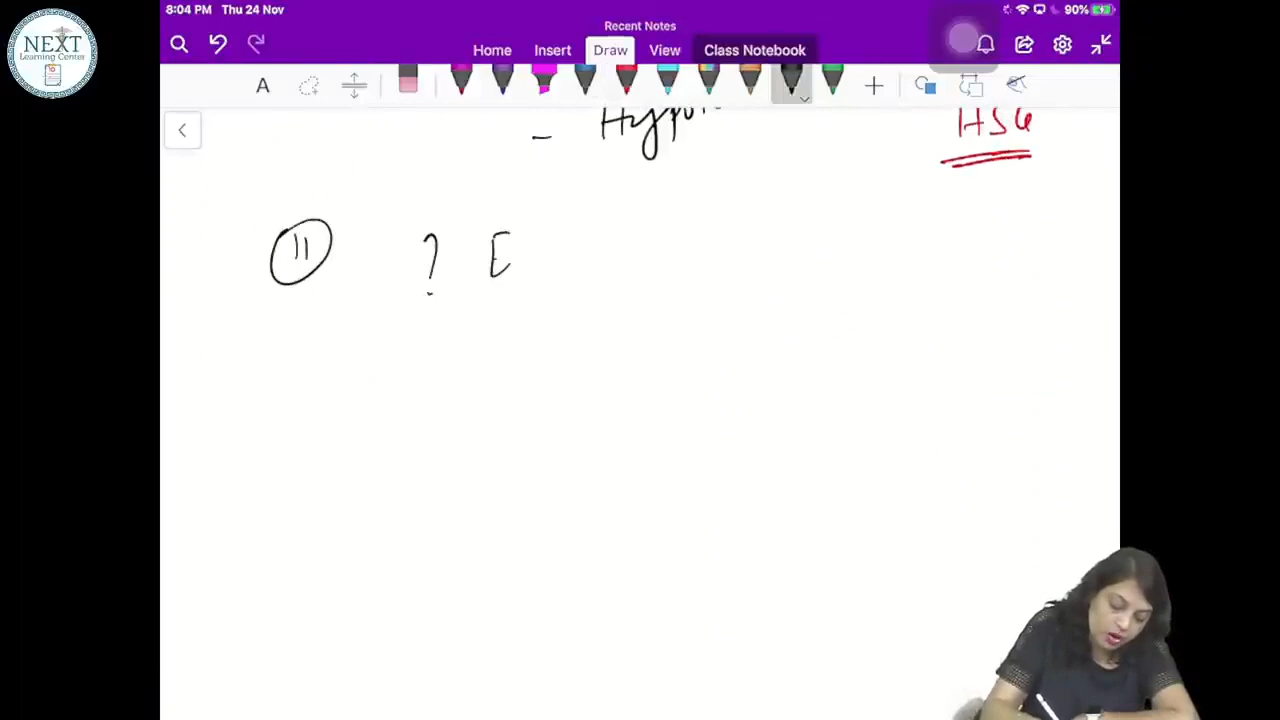 8:04 PM Thu 24 Nov
Recent Notes
90%
NEXT
Learning Center
Home Insert Draw View Class Notebook
A
-
HSG
11 ? E